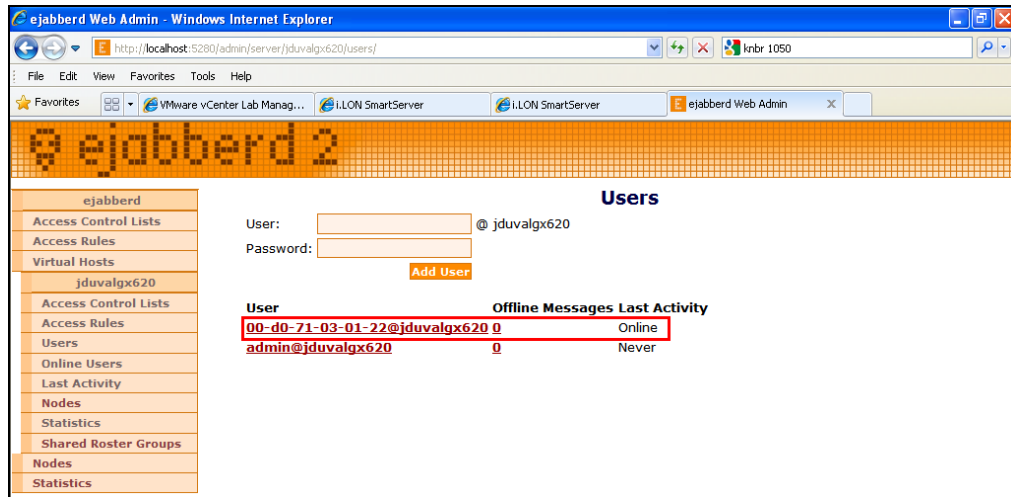 ejabberd Web Admin - Windows Internet Explorer
http://localhost:5280/admin/server/jduvalgx620/users/
knbr 1050
File Edit View Favorites Tools Help
Favorites VMware vCenter Lab Manag... i.LON SmartServer i.LON SmartServer ejabberd Web Admin X
ejabberd 2
ejabberd
Access Control Lists
Access Rules
Virtual Hosts
jduvalgx620
Access Control Lists
Access Rules
Users
Online Users
Last Activity
Nodes
Statistics
Shared Roster Groups
Nodes
Statistics
Users
User: @ jduvalgx620
Password:
Add User
User Offline Messages Last Activity
00-d0-71-03-01-22@jduvalgx620 0 Online
admin@jduvalgx620 0 Never